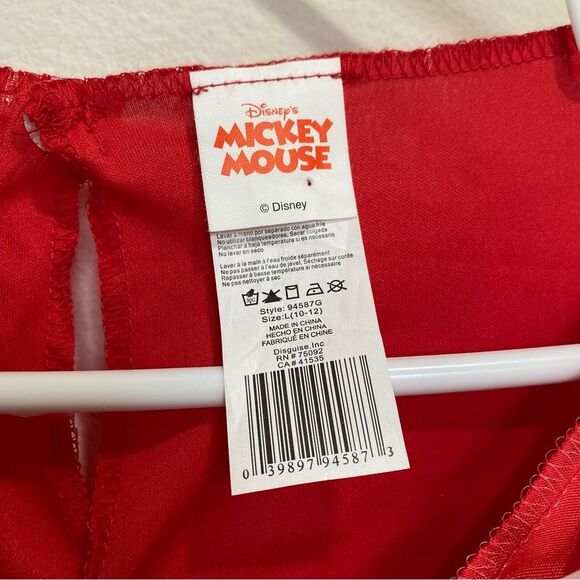 Disney's
MICKEY
MOUSE
© Disney
Lavar a mano por separado con agua fría
No utilizar blanqueadores, Secar colgada
Planchar a baja temperatura si es necesario
No lavar en seco
Laver à la main à l'eau froide séparément
Ne pas passer à l'eau de javel, Séchage sur corde
Repasser à basse température si nécessaire
Ne pas nettoyer à sec
Style: 94587G
Size:L(10-12)
MADE IN CHINA
HECHO EN CHINA
FABRIQUÉ EN CHINE
Disguise,Inc
RN#75092
CA#41535
0 39897 94587 3